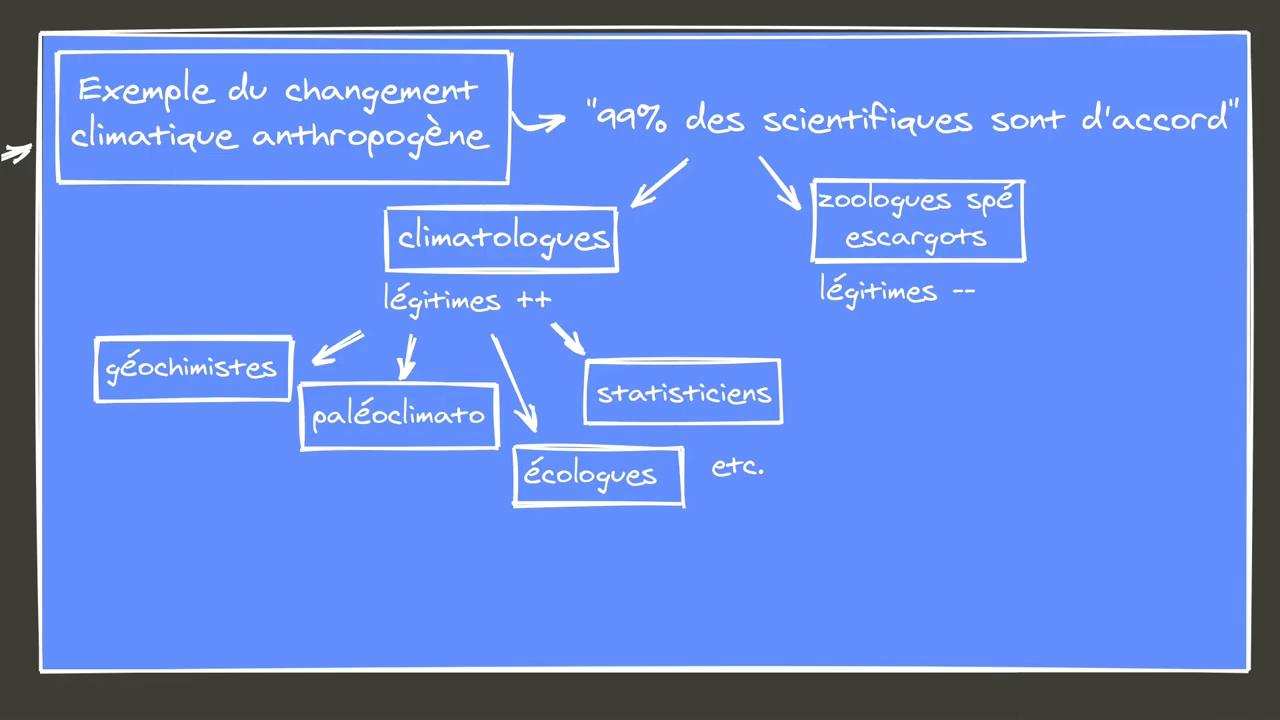 Exemple du changement
climatique anthropogène
"99% des scientifiques sont d'accord"
climatologues
légitimes ++
zoologues spé
escargots
légitimes --
géochimistes
paléoclimato
écologues
statisticiens
etc.